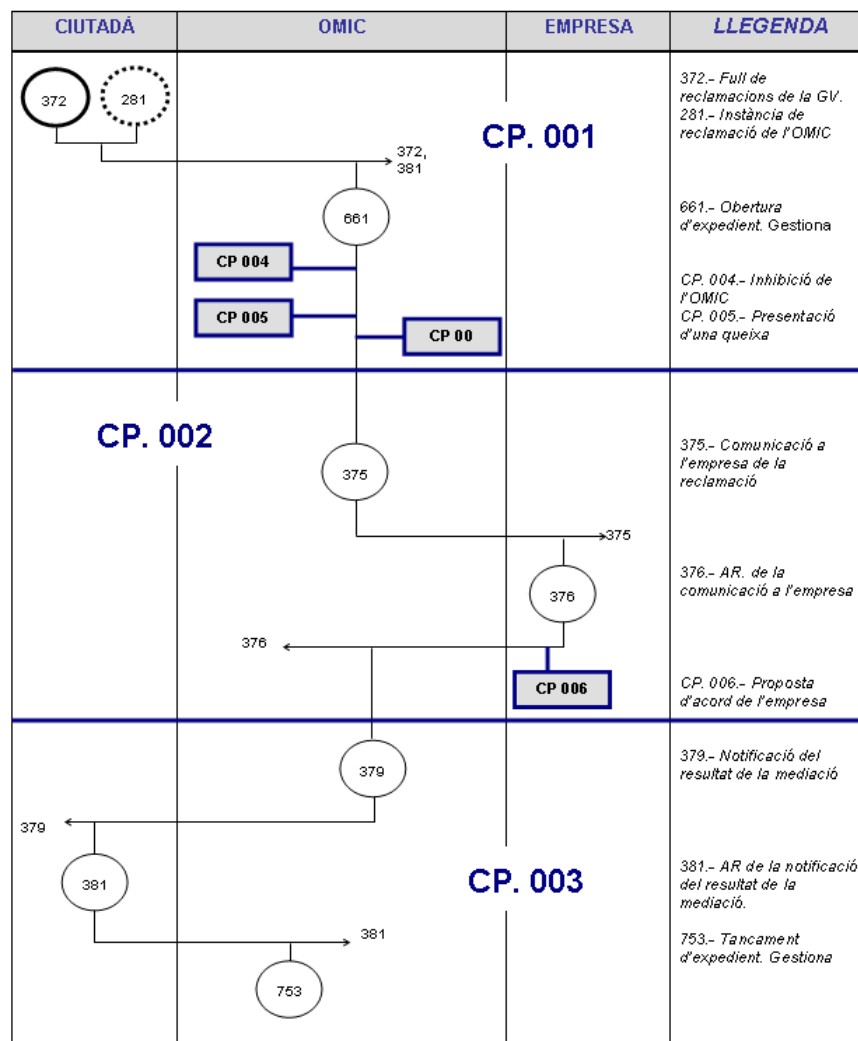 CIUTADÀ OMIC EMPRESA LLEGENDA
372 281
372.- Full de
reclamacions de la GV.
281.- Instància de
reclamació de l'OMIC
CP. 001
372,
381
661
661.- Obertura
d'expedient. Gestiona
CP 004
CP 005
CP 00
CP. 004.- Inhibició de
l'OMIC
CP. 005.- Presentació
d'una queixa
CP. 002
375
375.- Comunicació a
l'empresa de la
reclamació
375
376
376.- AR. de la
comunicació a l'empresa
376
CP 006
CP. 006.- Proposta
d'acord de l'empresa
379
379.- Notificació del
resultat de la mediació
379
381
CP. 003
381.- AR de la notificació
del resultat de la
mediació.
381
753
753.- Tancament
d'expedient. Gestiona